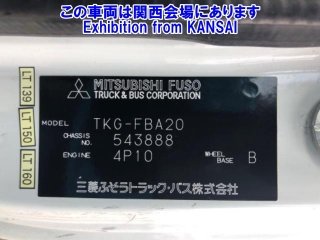 この車両は関西会場にあります
Exhibition from KANSAI
LT139
LT150
LT160
MITSUBISHI FUSO
TRUCK & BUS CORPORATION
MODEL TKG-FBA20
CHASSIS NO. 543888
ENGINE 4P10 WHEEL BASE B
三菱ふそうトラック・バス株式会社